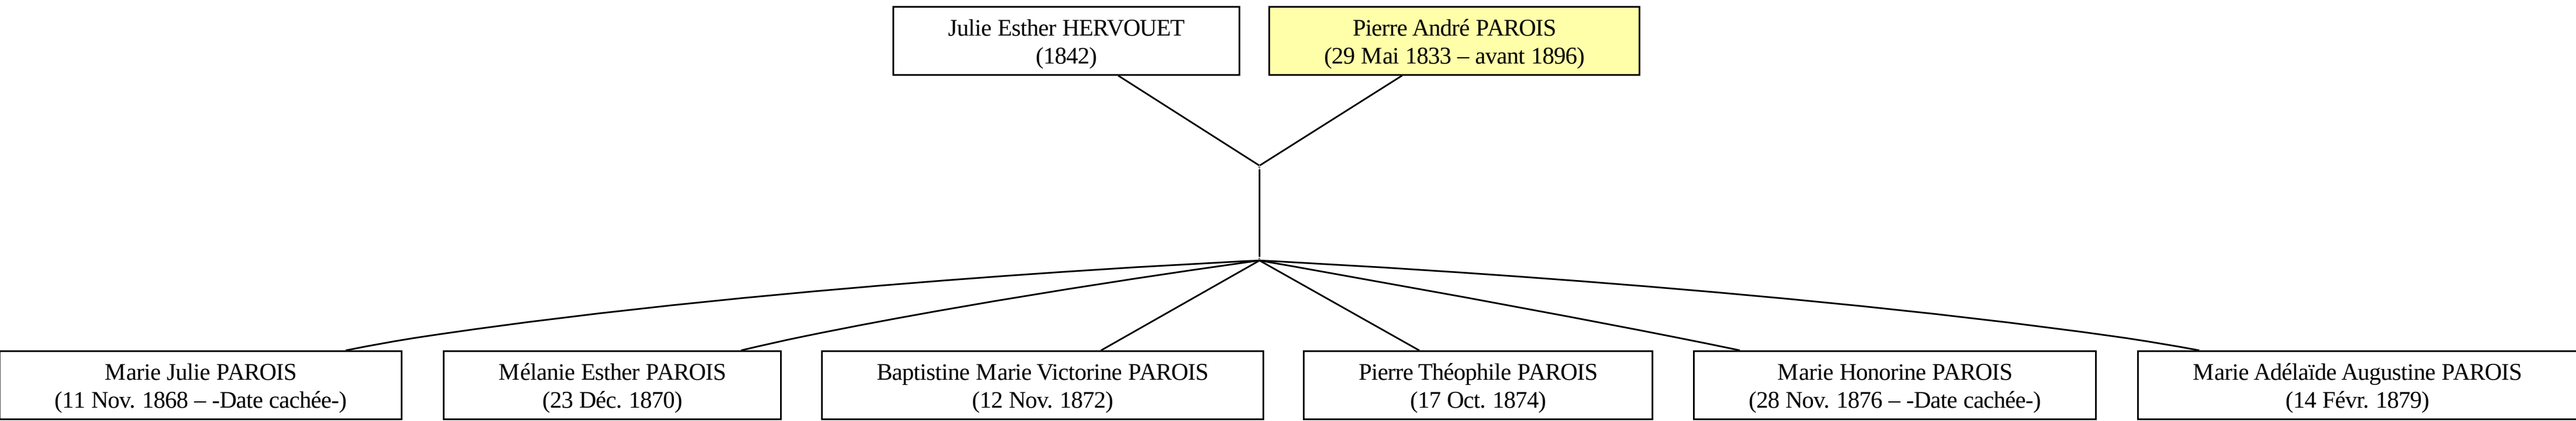 Julie Esther HERVOUET
(1842)
Pierre André PAROIS
(29 Mai 1833 – avant 1896)
Marie Julie PAROIS
(11 Nov. 1868 – -Date cachée-)
Mélanie Esther PAROIS
(23 Déc. 1870)
Baptistine Marie Victorine PAROIS
(12 Nov. 1872)
Pierre Théophile PAROIS
(17 Oct. 1874)
Marie Honorine PAROIS
(28 Nov. 1876 – -Date cachée-)
Marie Adélaïde Augustine PAROIS
(14 Févr. 1879)